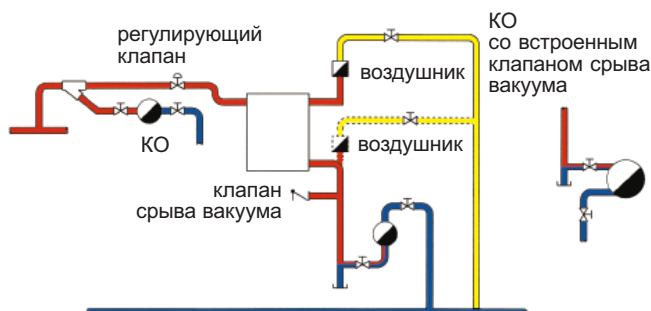 регулирующий
клапан
КО
воздушник
воздушник
клапан
срыва вакуума
КО
со встроенным
клапаном срыва
вакуума